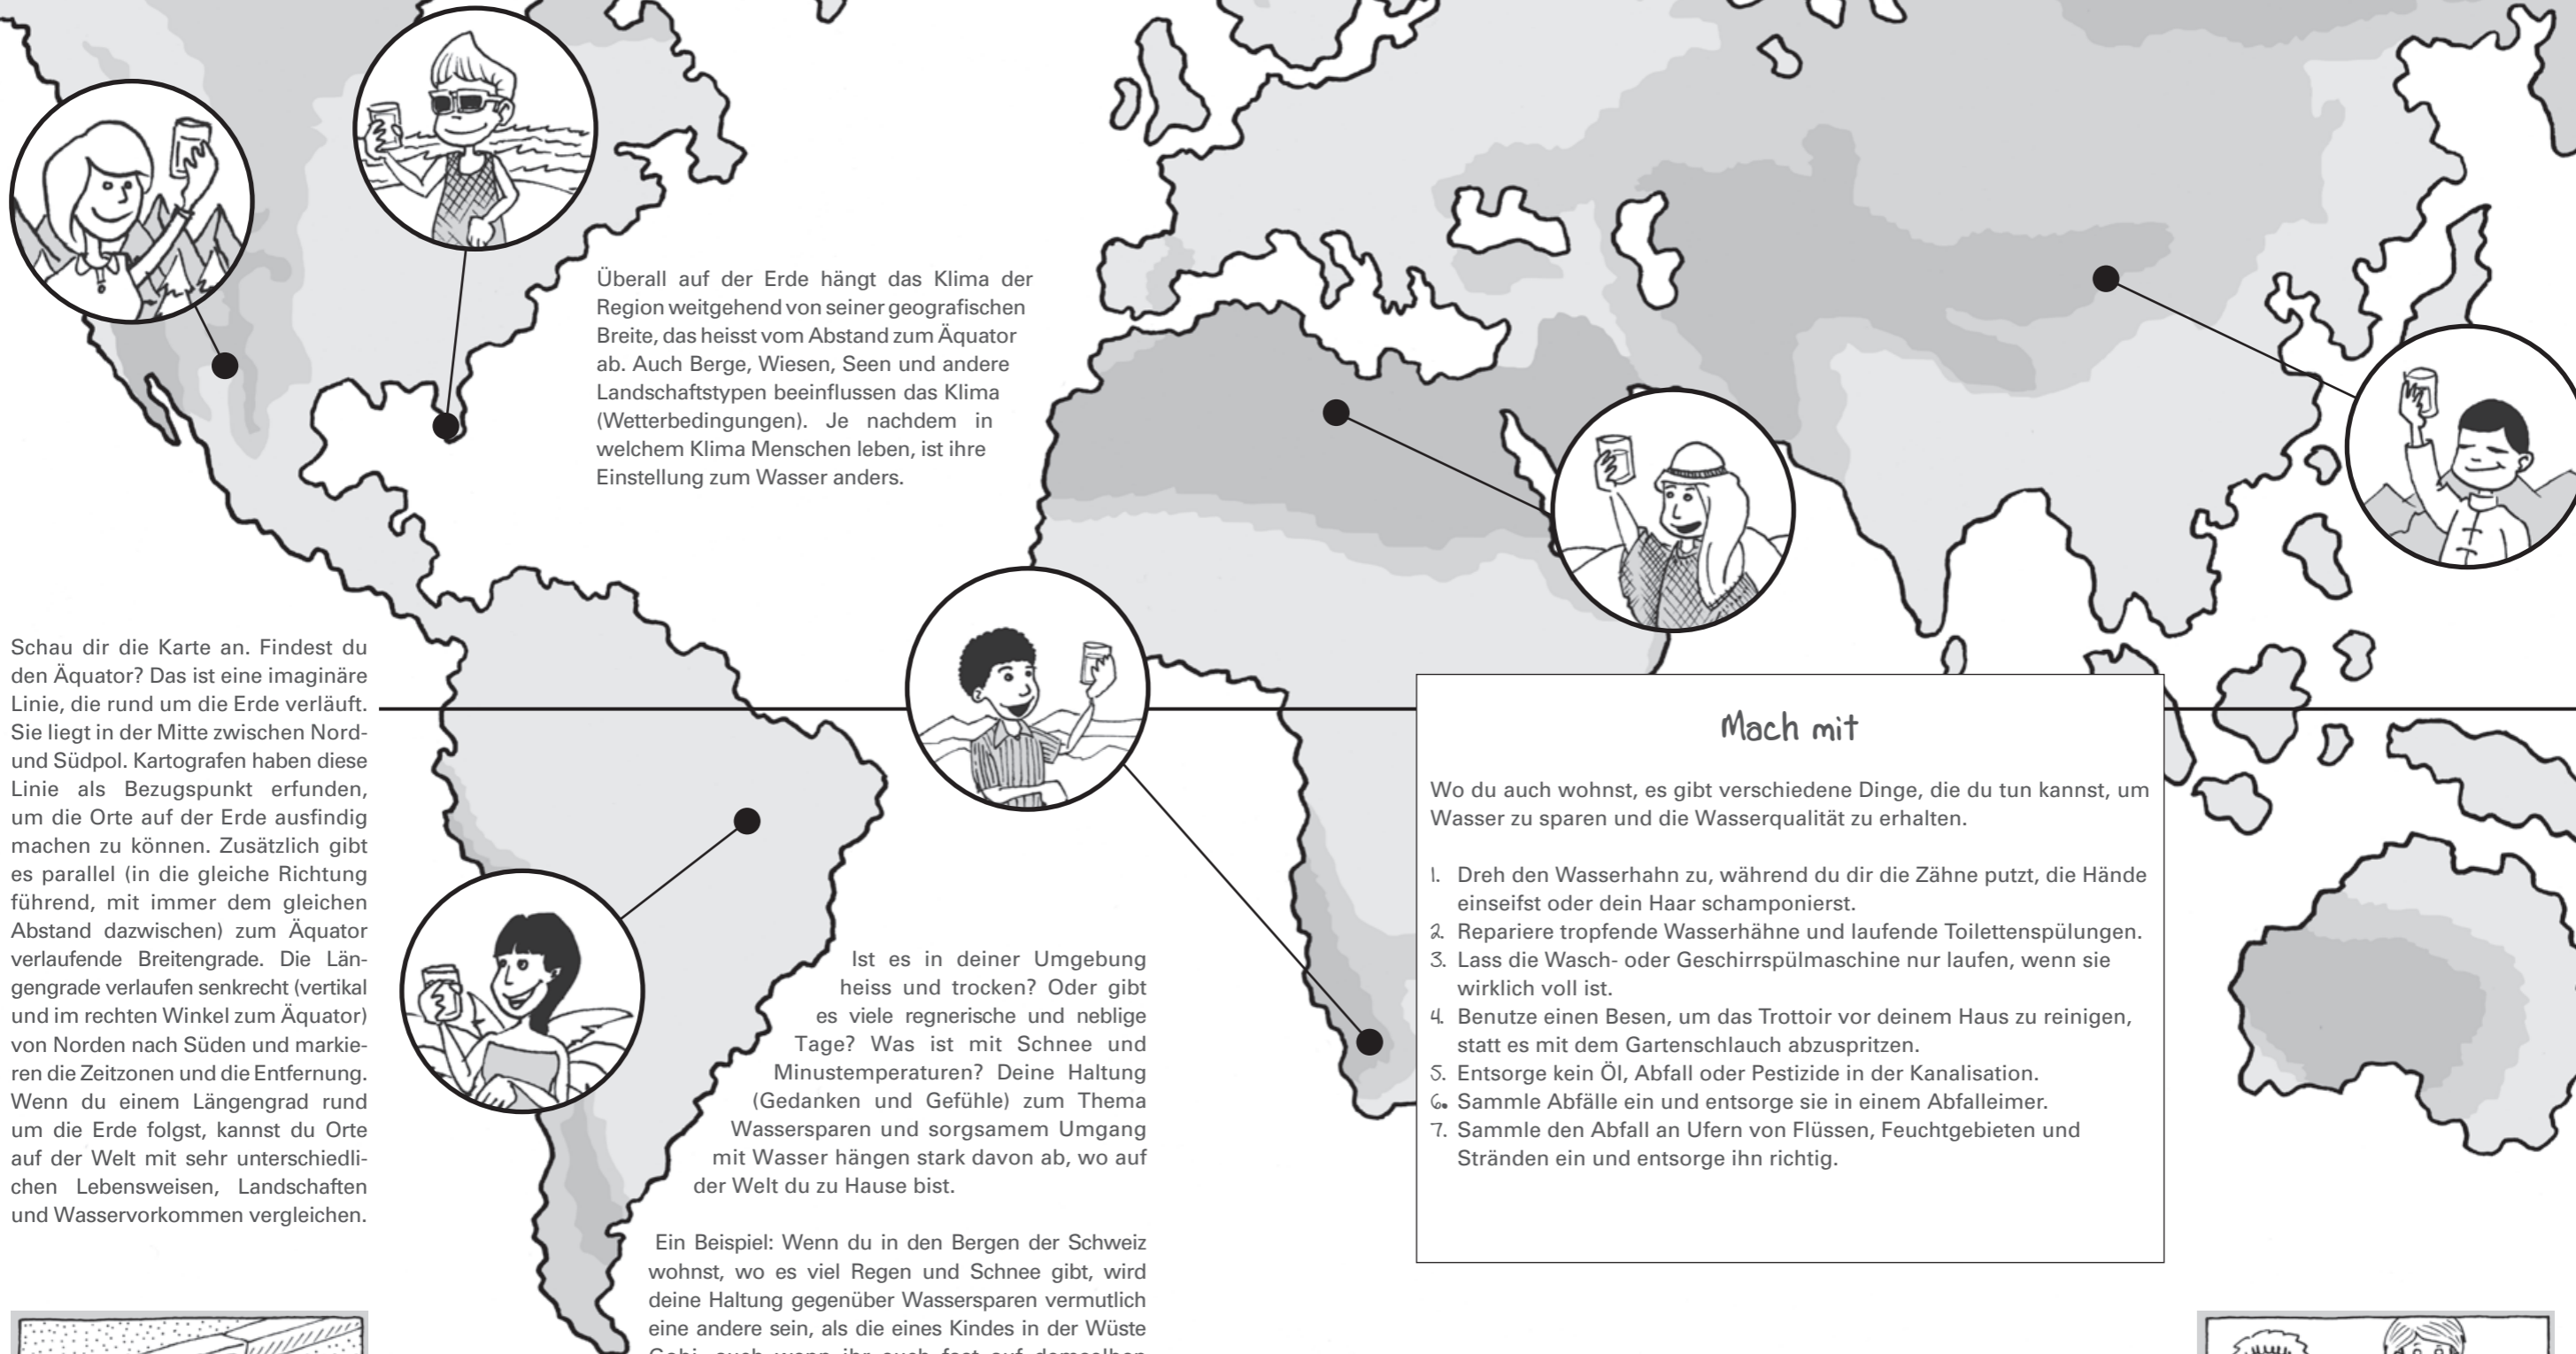 Überall auf der Erde hängt das Klima der
Region weitgehend von seiner geografischen
Breite, das heisst vom Abstand zum Äquator
ab. Auch Berge, Wiesen, Seen und andere
Landschaftstypen beeinflussen das Klima
(Wetterbedingungen). Je nachdem in
welchem Klima Menschen leben, ist ihre
Einstellung zum Wasser anders.
Schau dir die Karte an. Findest du
den Äquator? Das ist eine imaginäre
Linie, die rund um die Erde verläuft.
Sie liegt in der Mitte zwischen Nord-
und Südpol. Kartografen haben diese
Linie als Bezugspunkt erfunden,
um die Orte auf der Erde ausfindig
machen zu können. Zusätzlich gibt
es parallel (in die gleiche Richtung
führend, mit immer dem gleichen
Abstand dazwischen) zum Äquator
verlaufende Breitengrade. Die Län-
gengrade verlaufen senkrecht (vertikal
und im rechten Winkel zum Äquator)
von Norden nach Süden und markie-
ren die Zeitzonen und die Entfernung.
Wenn du einem Längengrad rund
um die Erde folgst, kannst du Orte
auf der Welt mit sehr unterschiedli-
chen Lebensweisen, Landschaften
und Wasservorkommen vergleichen.
Ist es in deiner Umgebung
heiss und trocken? Oder gibt
es viele regnerische und neblige
Tage? Was ist mit Schnee und
Minustemperaturen? Deine Haltung
(Gedanken und Gefühle) zum Thema
Wassersparen und sorgsamem Umgang
mit Wasser hängen stark davon ab, wo auf
der Welt du zu Hause bist.
Ein Beispiel: Wenn du in den Bergen der Schweiz
wohnst, wo es viel Regen und Schnee gibt, wird
deine Haltung gegenüber Wassersparen vermutlich
eine andere sein, als die eines Kindes in der Wüste
Gobi, auch wenn ihr euch fast auf demselben
Mach mit
Wo du auch wohnst, es gibt verschiedene Dinge, die du tun kannst, um
Wasser zu sparen und die Wasserqualität zu erhalten.
1. Dreh den Wasserhahn zu, während du dir die Zähne putzt, die Hände
einseifst oder dein Haar schamponierst.
2. Repariere tropfende Wasserhähne und laufende Toilettenspülungen.
3. Lass die Wasch- oder Geschirrspülmaschine nur laufen, wenn sie
wirklich voll ist.
4. Benutze einen Besen, um das Trottoir vor deinem Haus zu reinigen,
statt es mit dem Gartenschlauch abzuspritzen.
5. Entsorge kein Öl, Abfall oder Pestizide in der Kanalisation.
6. Sammle Abfälle ein und entsorge sie in einem Abfalleimer.
7. Sammle den Abfall an Ufern von Flüssen, Feuchtgebieten und
Stränden ein und entsorge ihn richtig.